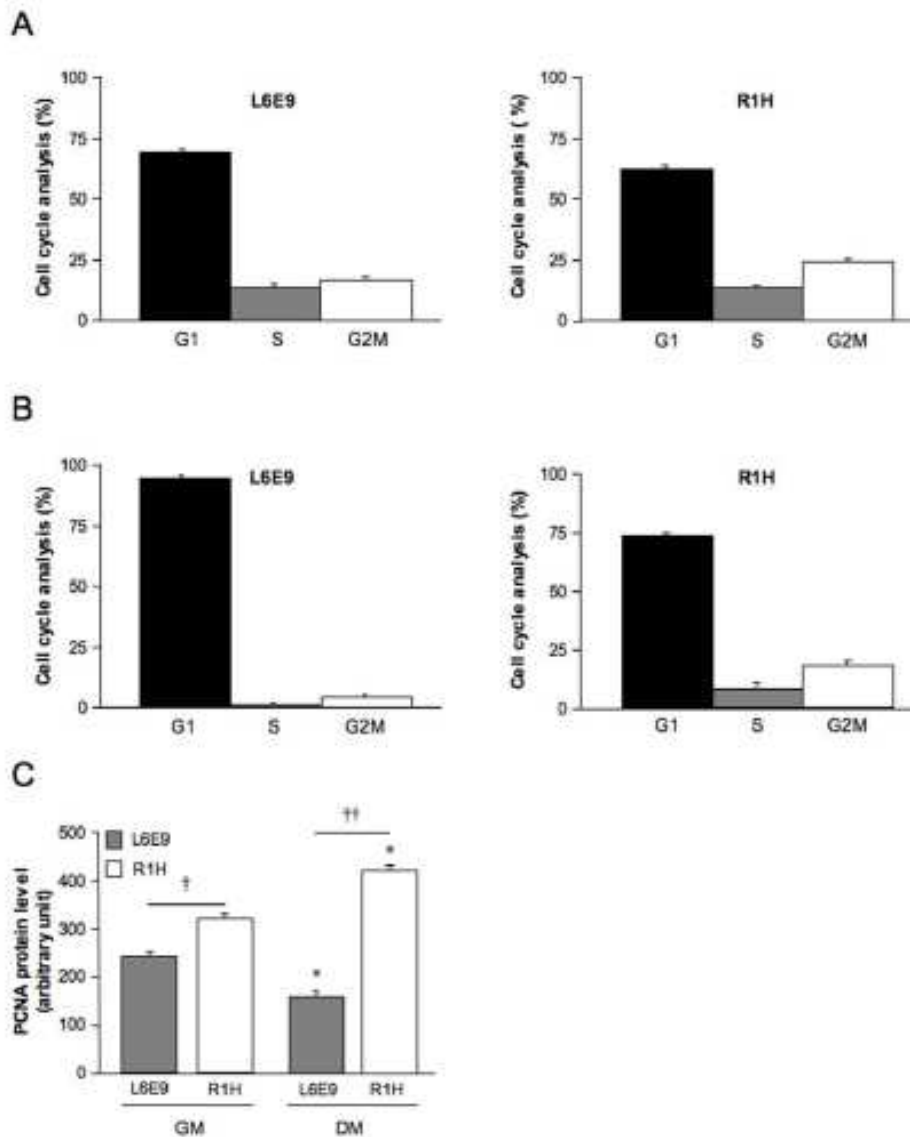 A
L6E9
Cell cycle analysis (%)
100
75
50
25
0
G1 S G2M
R1H
Cell cycle analysis ( %)
100
75
50
25
0
G1 S G2M
B
L6E9
Cell cycle analysis (%)
100
75
50
25
0
G1 S G2M
R1H
Cell cycle analysis (%)
100
75
50
25
0
G1 S G2M
C
PCNA protein level
(arbitrary unit)
500
400
300
200
100
0
L6E9
R1H
†
††
*
*
L6E9 R1H L6E9 R1H
GM DM